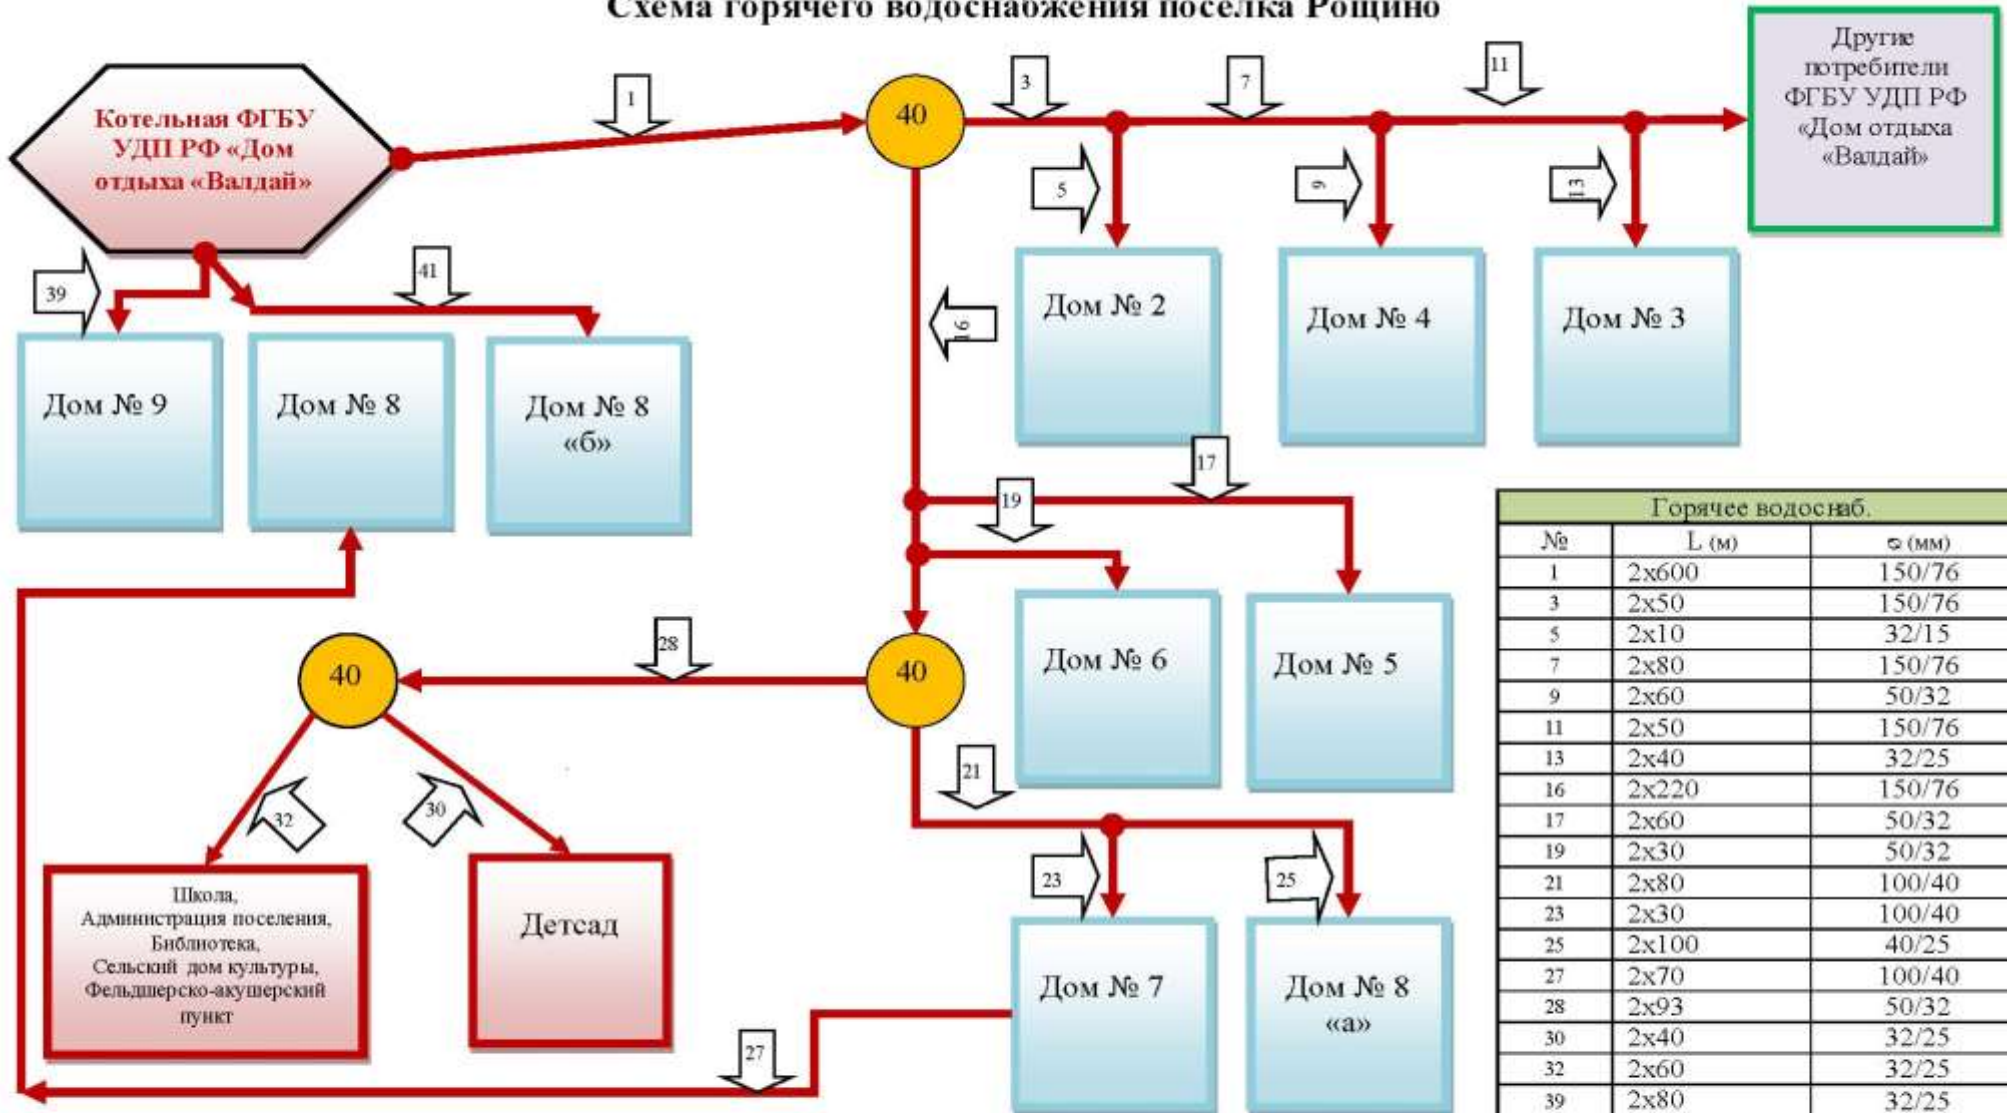 Схема горячего водоснабжения поселка Рощино
Котельная ФГБУ
УДП РФ «Дом
отдыха «Валдай»
1
40
3
7
11
Другие
потребители
ФГБУ УДП РФ
«Дом отдыха
«Валдай»
5
9
13
39
41
16
Дом № 2
Дом № 4
Дом № 3
Дом № 9
Дом № 8
Дом № 8
«б»
17
19
28
40
40
Дом № 6
Дом № 5
21
32
30
23
25
Школа,
Администрация поселения,
Библиотека,
Сельский дом культуры,
Фельдшерско-акушерский
пункт
Детсад
Дом № 7
Дом № 8
«а»
27
Горячее водоснаб.
№ L (м) ⌀ (мм)
1 2х600 150/76
3 2х50 150/76
5 2х10 32/15
7 2х80 150/76
9 2х60 50/32
11 2х50 150/76
13 2х40 32/25
16 2х220 150/76
17 2х60 50/32
19 2х30 50/32
21 2х80 100/40
23 2х30 100/40
25 2х100 40/25
27 2х70 100/40
28 2х93 50/32
30 2х40 32/25
32 2х60 32/25
39 2х80 32/25